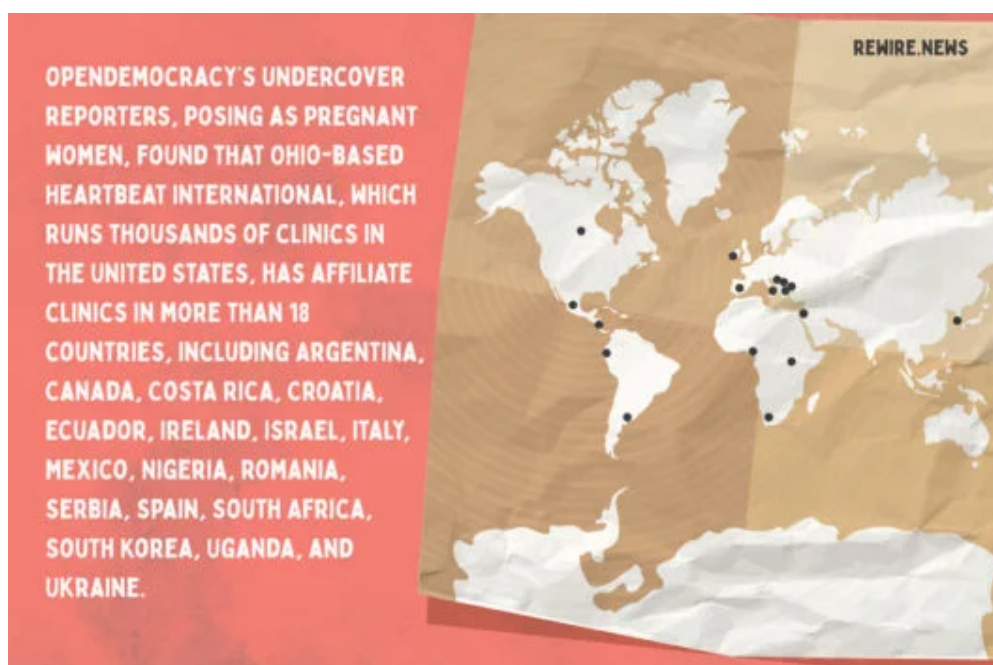 OPENDEMOCRACY'S UNDERCOVER
REPORTERS, POSING AS PREGNANT
WOMEN, FOUND THAT OHIO-BASED
HEARTBEAT INTERNATIONAL, WHICH
RUNS THOUSANDS OF CLINICS IN
THE UNITED STATES, HAS AFFILIATE
CLINICS IN MORE THAN 18
COUNTRIES, INCLUDING ARGENTINA,
CANADA, COSTA RICA, CROATIA,
ECUADOR, IRELAND, ISRAEL, ITALY,
MEXICO, NIGERIA, ROMANIA,
SERBIA, SPAIN, SOUTH AFRICA,
SOUTH KOREA, UGANDA, AND
UKRAINE.
REWIRE.NEWS